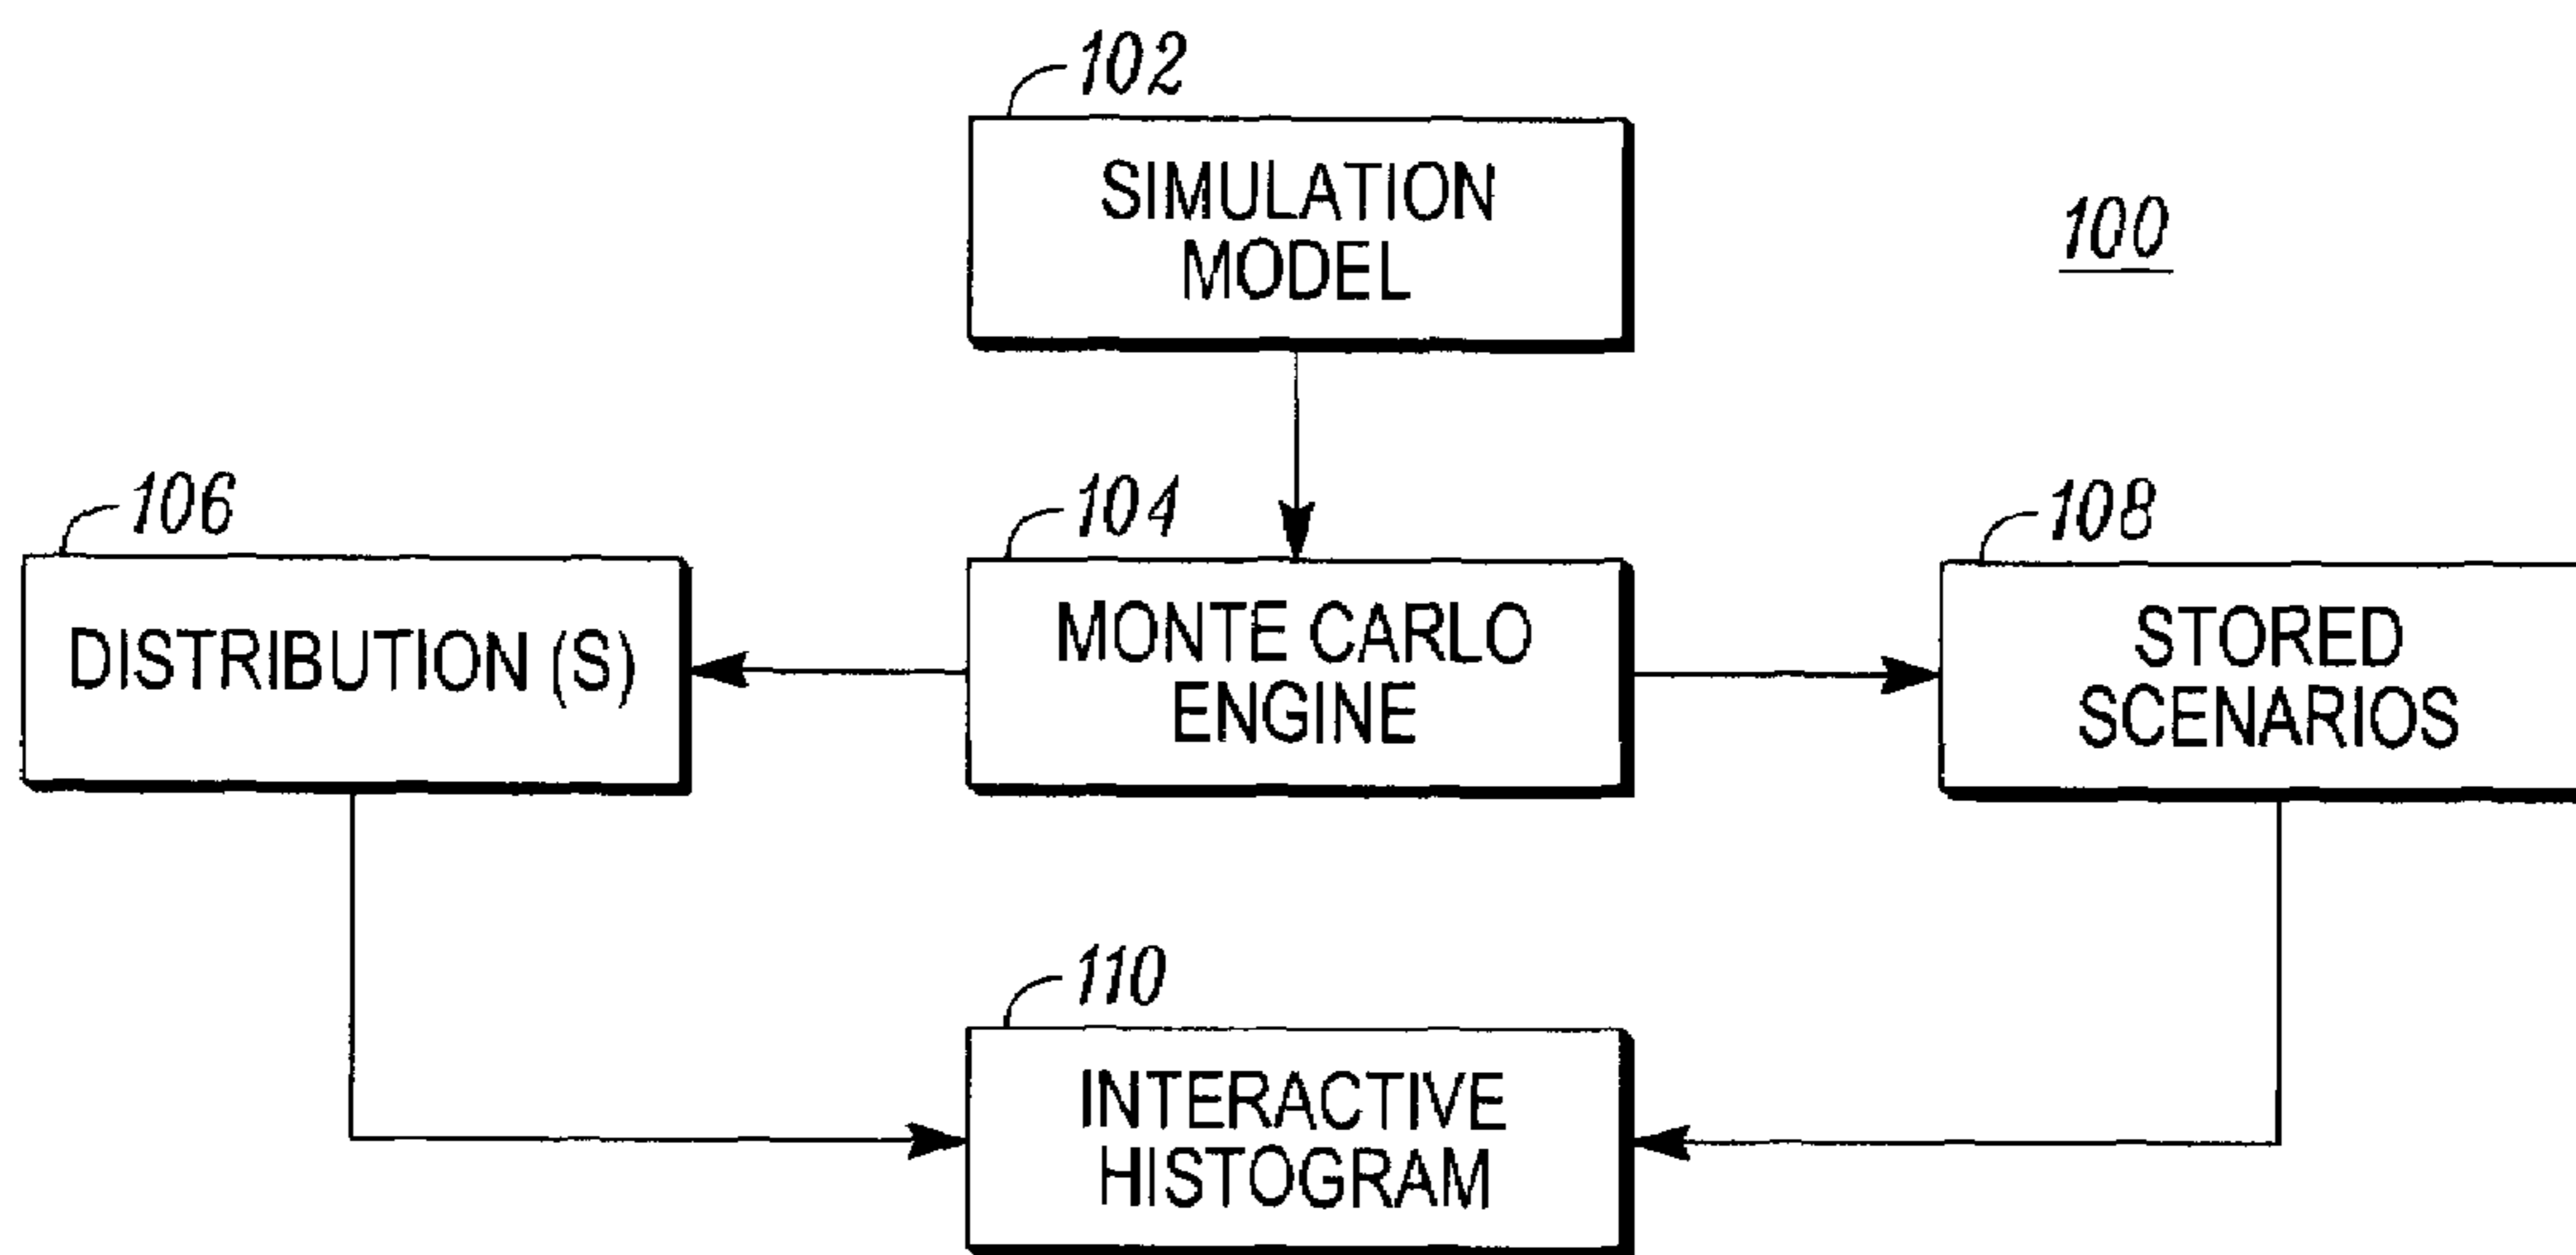 102
SIMULATION
MODEL
100
106
DISTRIBUTION (S)
104
MONTE CARLO
ENGINE
108
STORED
SCENARIOS
110
INTERACTIVE
HISTOGRAM